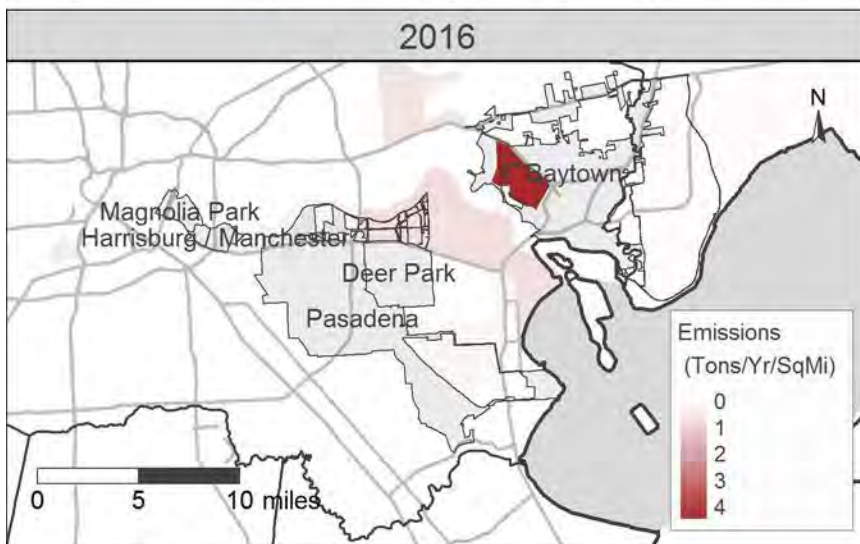 2016
N
Baytown
Magnolia Park
Harrisburg / Manchester
Deer Park
Pasadena
Emissions
(Tons/Yr/SqMi)
0
1
2
3
4
0 5 10 miles